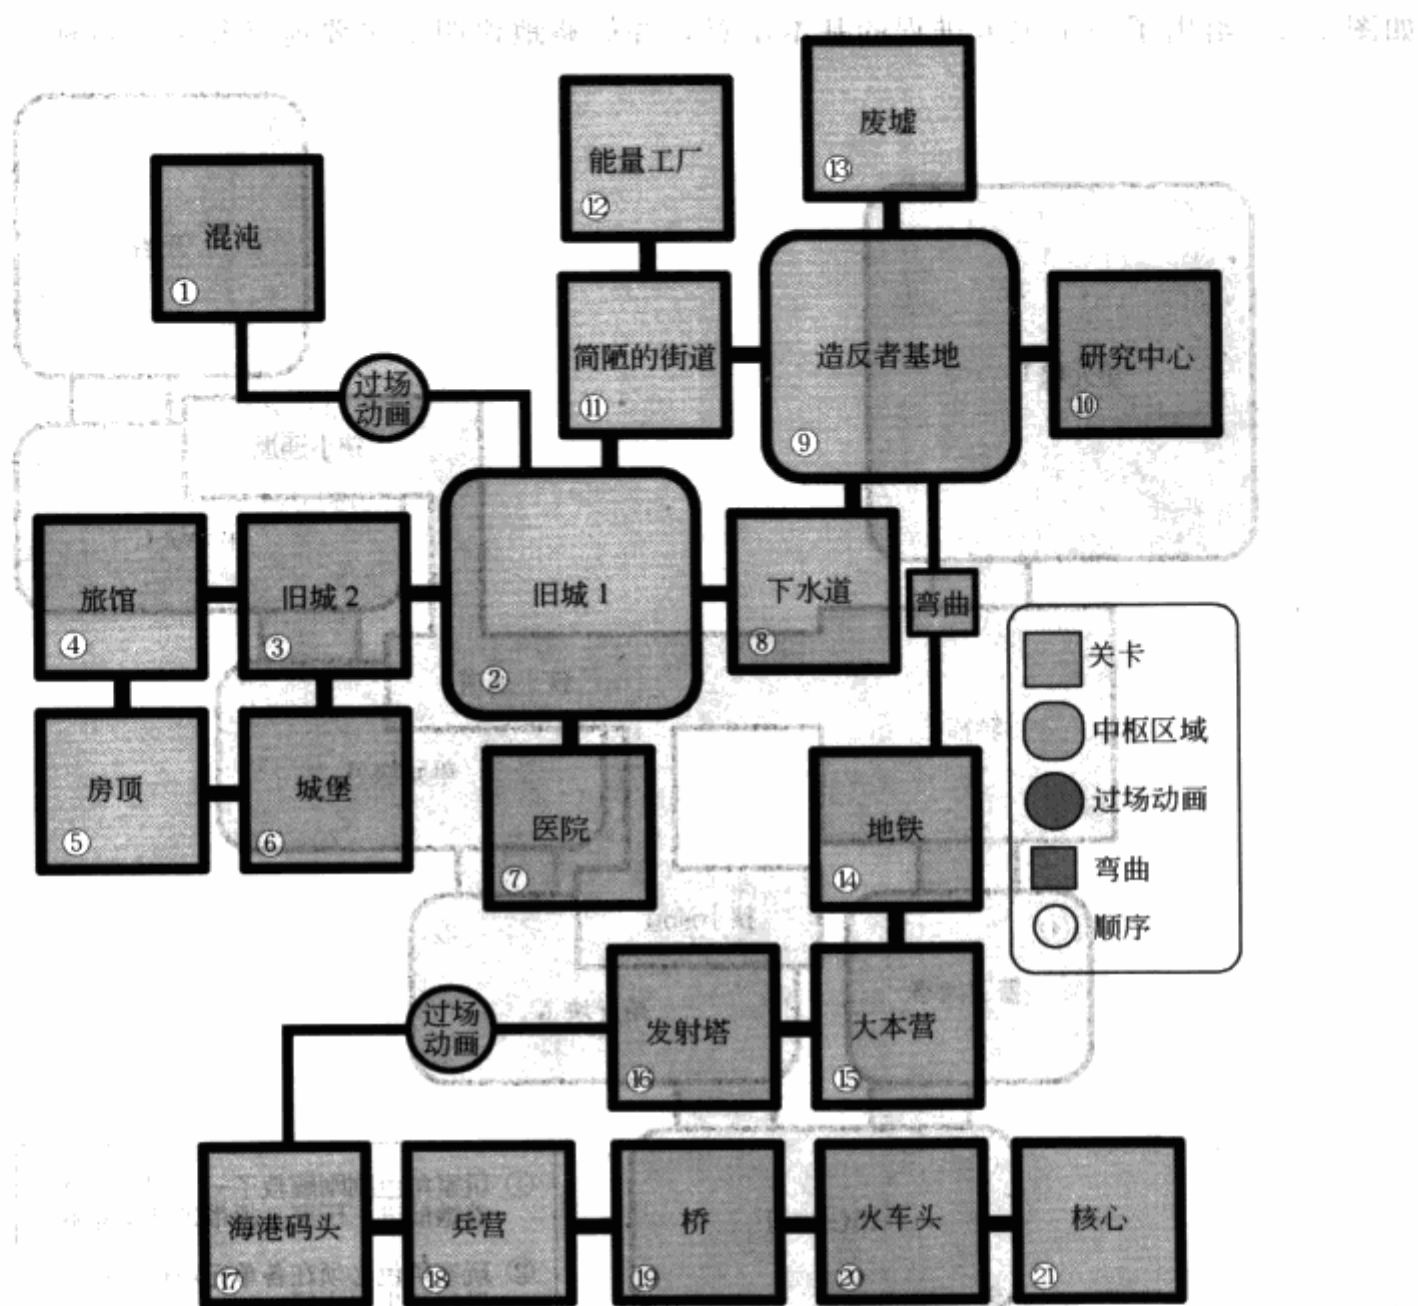 废墟
⑬
能量工厂
⑫
混沌
①
过场
动画
简陋的街道
⑪
造反者基地
⑨
研究中心
⑩
旅馆
④
旧城 2
③
旧城 1
②
下水道
⑧
弯曲
房顶
⑤
城堡
⑥
医院
⑦
地铁
⑭
关卡
中枢区域
过场动画
弯曲
顺序
过场
动画
发射塔
⑯
大本营
⑮
海港码头
⑰
兵营
⑱
桥
⑲
火车头
⑳
核心
㉑